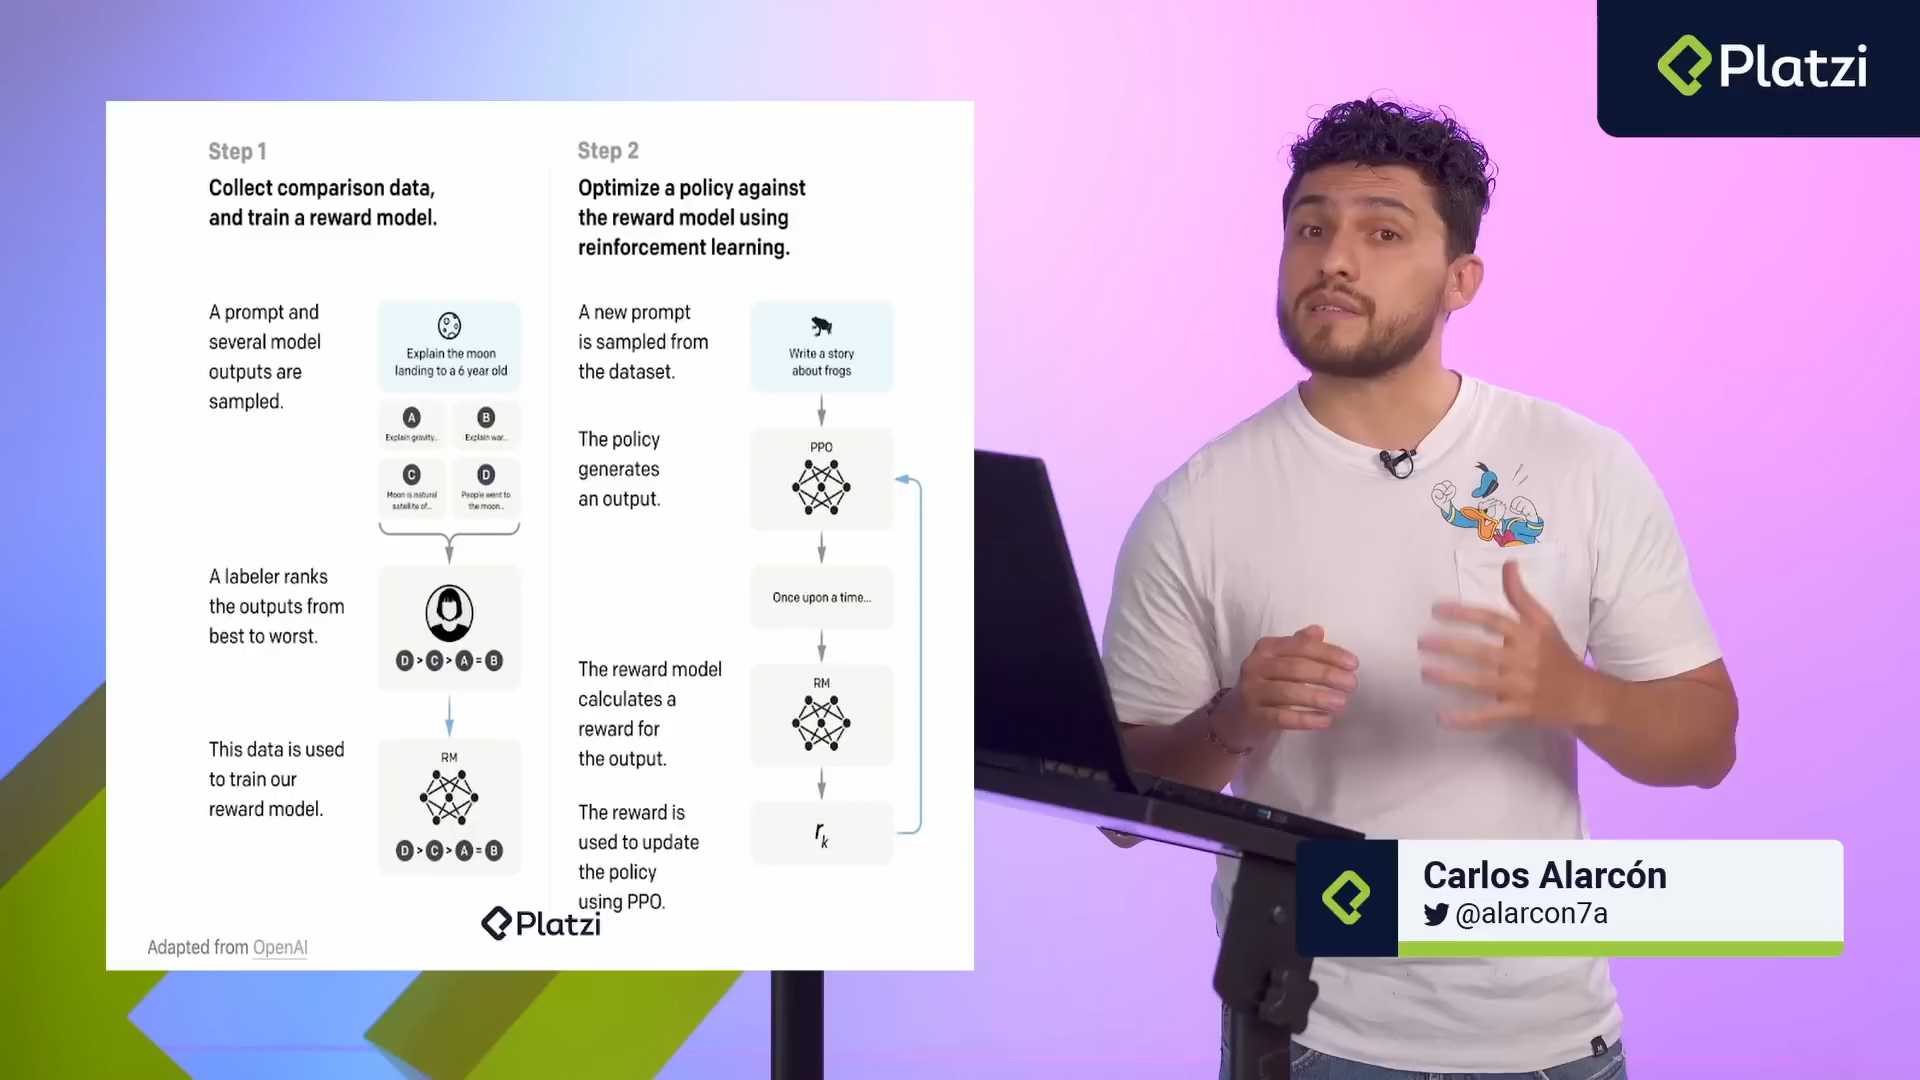 Platzi
Step 1
Collect comparison data,
and train a reward model.
A prompt and
several model
outputs are
sampled.
Explain the moon
landing to a 6 year old
A
Explain gravity...
B
Explain war...
C
Moon is natural
satellite of...
D
People went to
the moon...
A labeler ranks
the outputs from
best to worst.
D > C > A = B
This data is used
to train our
reward model.
RM
D > C > A = B
Step 2
Optimize a policy against
the reward model using
reinforcement learning.
A new prompt
is sampled from
the dataset.
Write a story
about frogs
The policy
generates
an output.
PPO
Once upon a time...
The reward model
calculates a
reward for
the output.
RM
The reward is
used to update
the policy
using PPO.
rk
Platzi
Adapted from OpenAI
Carlos Alarcón
@alarcon7a